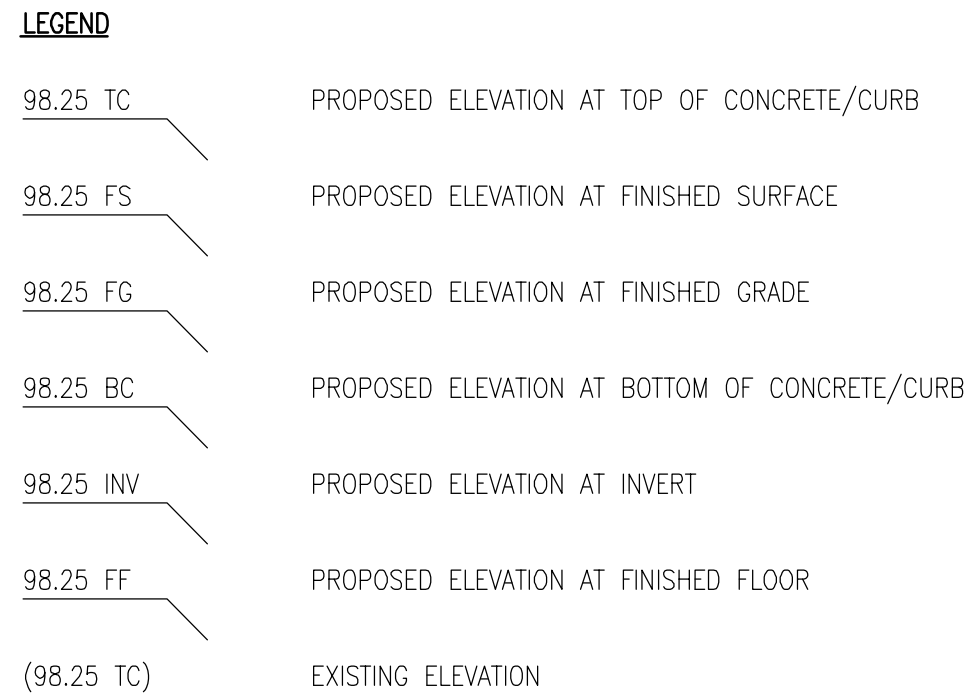 LEGEND
98.25 TC PROPOSED ELEVATION AT TOP OF CONCRETE/CURB
98.25 FS PROPOSED ELEVATION AT FINISHED SURFACE
98.25 FG PROPOSED ELEVATION AT FINISHED GRADE
98.25 BC PROPOSED ELEVATION AT BOTTOM OF CONCRETE/CURB
98.25 INV PROPOSED ELEVATION AT INVERT
98.25 FF PROPOSED ELEVATION AT FINISHED FLOOR
(98.25 TC) EXISTING ELEVATION